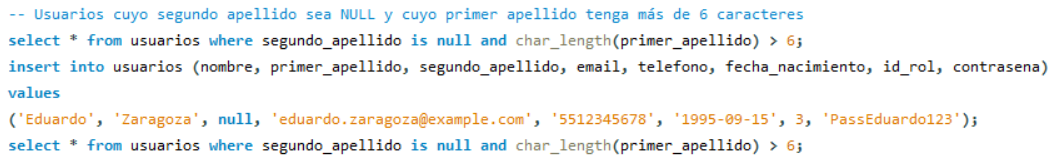 -- Usuarios cuyo segundo apellido sea NULL y cuyo primer apellido tenga más de 6 caracteres
select * from usuarios where segundo_apellido is null and char_length(primer_apellido) > 6;
insert into usuarios (nombre, primer_apellido, segundo_apellido, email, telefono, fecha_nacimiento, id_rol, contrasena)
values
('Eduardo', 'Zaragoza', null, 'eduardo.zaragoza@example.com', '5512345678', '1995-09-15', 3, 'PassEduardo123');
select * from usuarios where segundo_apellido is null and char_length(primer_apellido) > 6;